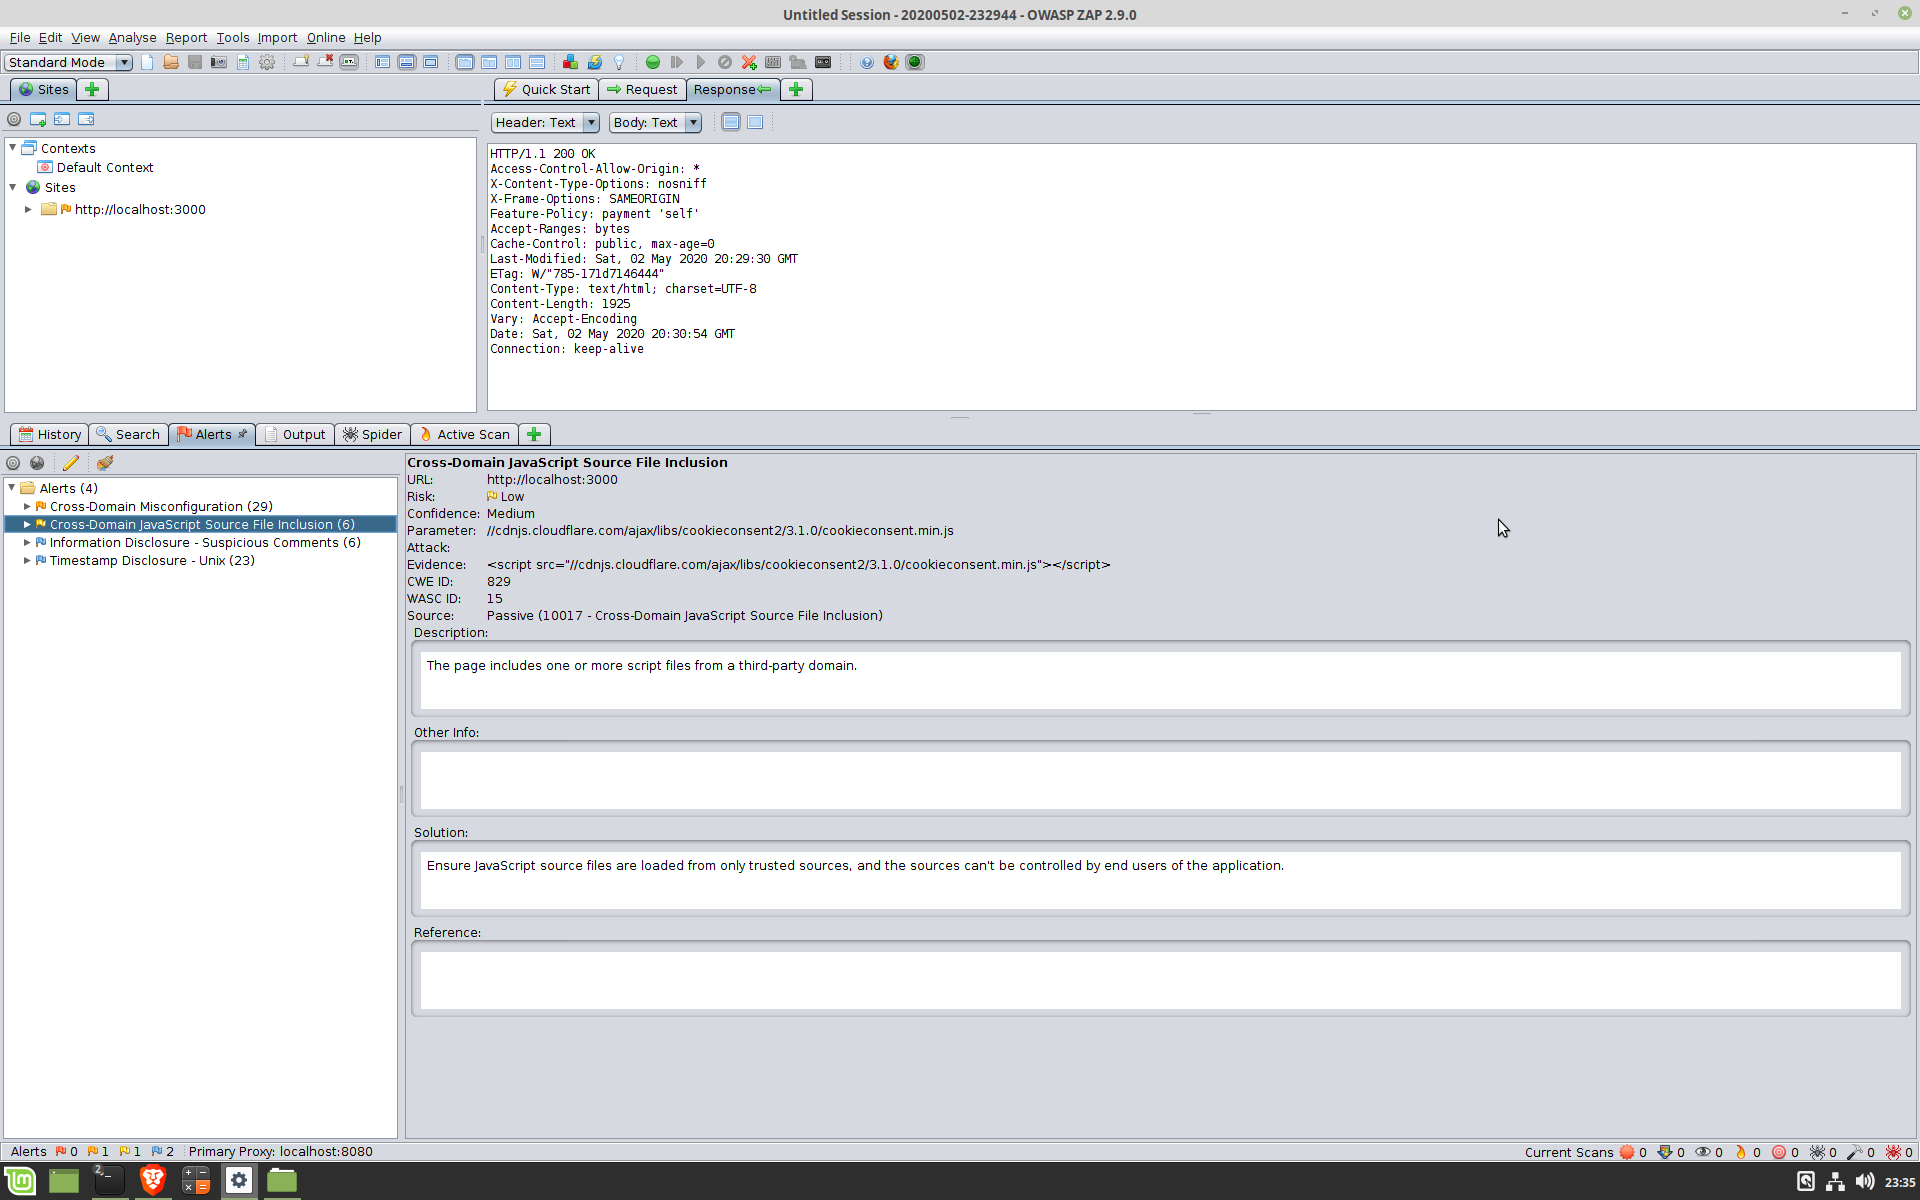 Untitled Session - 20200502-232944 - OWASP ZAP 2.9.0
File Edit View Analyse Report Tools Import Online Help
Standard Mode
Sites
Quick Start
Request
Response
Header: Text
Body: Text
Contexts
Default Context
Sites
http://localhost:3000
HTTP/1.1 200 OK
Access-Control-Allow-Origin: *
X-Content-Type-Options: nosniff
X-Frame-Options: SAMEORIGIN
Feature-Policy: payment 'self'
Accept-Ranges: bytes
Cache-Control: public, max-age=0
Last-Modified: Sat, 02 May 2020 20:29:30 GMT
ETag: W/"785-171d7146444"
Content-Type: text/html; charset=UTF-8
Content-Length: 1925
Vary: Accept-Encoding
Date: Sat, 02 May 2020 20:30:54 GMT
Connection: keep-alive
History
Search
Alerts
Output
Spider
Active Scan
Alerts (4)
Cross-Domain Misconfiguration (29)
Cross-Domain JavaScript Source File Inclusion (6)
Information Disclosure - Suspicious Comments (6)
Timestamp Disclosure - Unix (23)
Cross-Domain JavaScript Source File Inclusion
URL: http://localhost:3000
Risk: Low
Confidence: Medium
Parameter: //cdnjs.cloudflare.com/ajax/libs/cookieconsent2/3.1.0/cookieconsent.min.js
Attack:
Evidence: <script src="//cdnjs.cloudflare.com/ajax/libs/cookieconsent2/3.1.0/cookieconsent.min.js"></script>
CWE ID: 829
WASC ID: 15
Source: Passive (10017 - Cross-Domain JavaScript Source File Inclusion)
Description:
The page includes one or more script files from a third-party domain.
Other Info:
Solution:
Ensure JavaScript source files are loaded from only trusted sources, and the sources can't be controlled by end users of the application.
Reference:
Alerts 0 1 1 2 Primary Proxy: localhost:8080
Current Scans 0 0 0 0 0 0 0 0
2
23:35